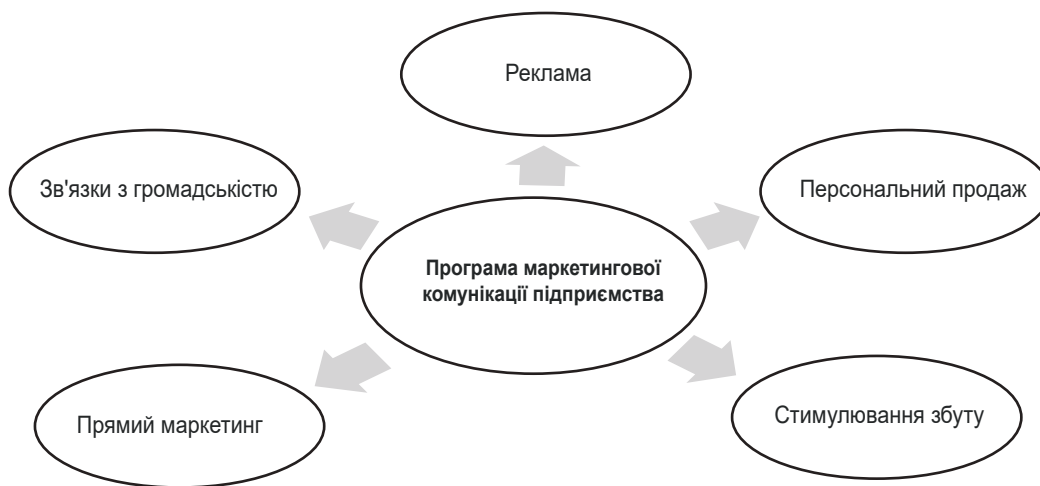 Реклама
Зв'язки з громадськістю
Персональний продаж
Програма маркетингової
комунікації підприємства
Прямий маркетинг
Стимулювання збуту